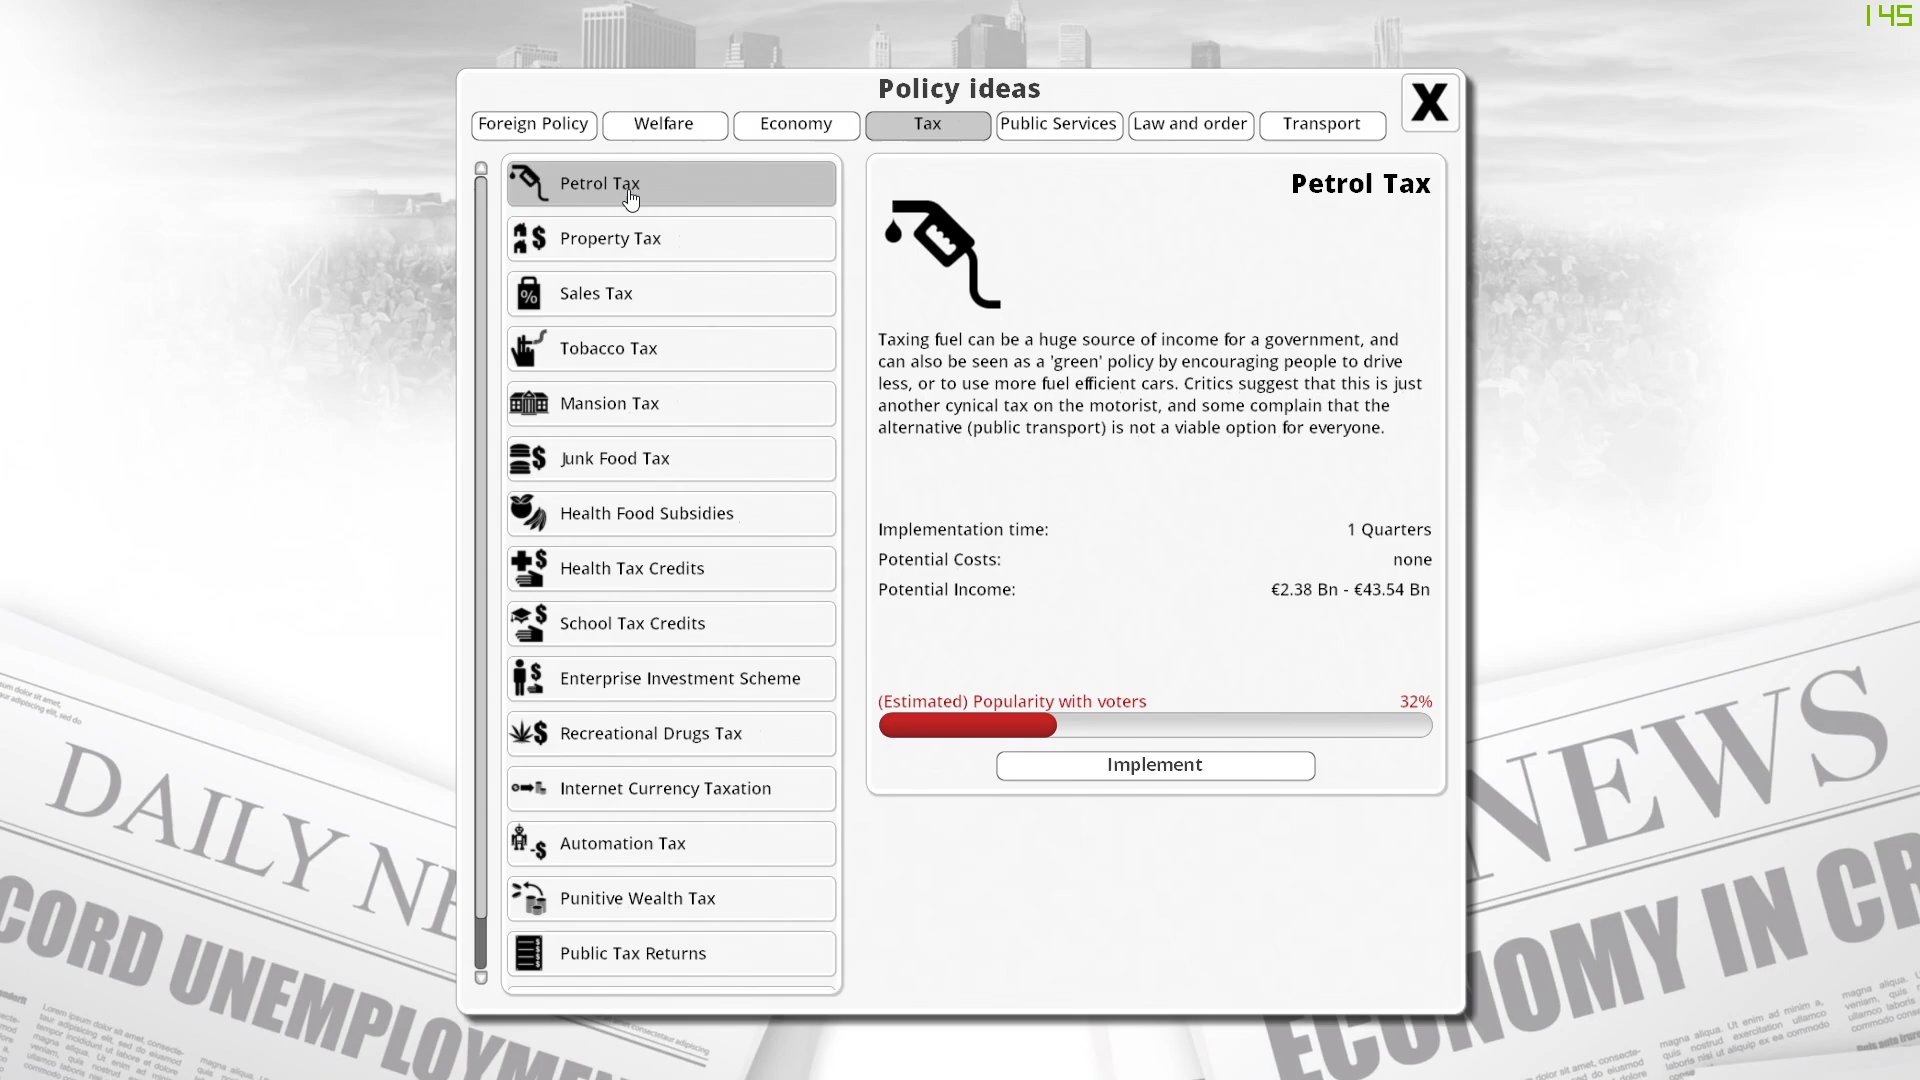 145
Policy ideas
X
Foreign Policy
Welfare
Economy
Tax
Public Services
Law and order
Transport
Petrol Tax
Property Tax
Sales Tax
Tobacco Tax
Mansion Tax
Junk Food Tax
Health Food Subsidies
Health Tax Credits
School Tax Credits
Enterprise Investment Scheme
Recreational Drugs Tax
Internet Currency Taxation
Automation Tax
Punitive Wealth Tax
Public Tax Returns
Petrol Tax
Taxing fuel can be a huge source of income for a government, and
can also be seen as a 'green' policy by encouraging people to drive
less, or to use more fuel efficient cars. Critics suggest that this is just
another cynical tax on the motorist, and some complain that the
alternative (public transport) is not a viable option for everyone.
Implementation time: 1 Quarters
Potential Costs: none
Potential Income: €2.38 Bn - €43.54 Bn
(Estimated) Popularity with voters 32%
Implement
DAILY NE
CORD UNEMPLOYME
NEWS
ECONOMY IN CR